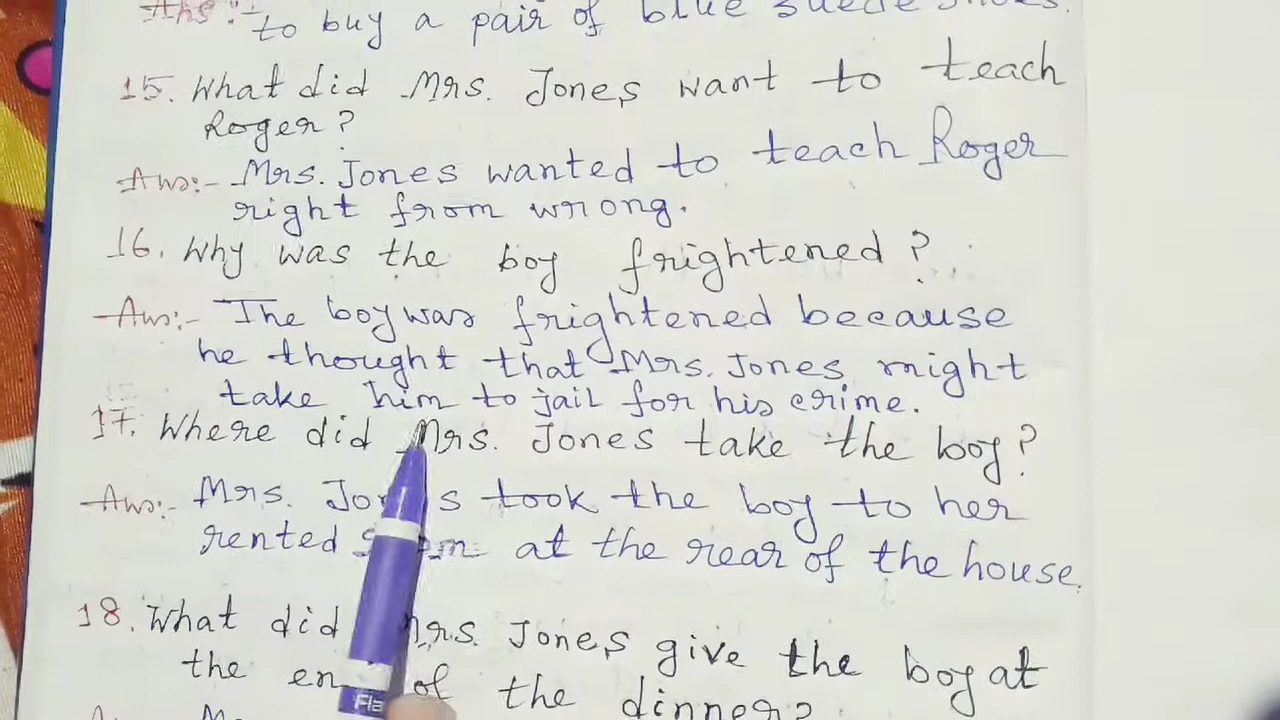 Ans:- to buy a pair of blue suede shoes.
15. What did Mrs. Jones want to teach
Roger?
Ans:- Mrs. Jones wanted to teach Roger
right from wrong.
16. Why was the boy frightened?
Ans:- The boy was frightened because
he thought that Mrs. Jones might
take him to jail for his crime.
17. Where did Mrs. Jones take the boy?
Ans:- Mrs. took the boy to her
rented at the rear of the house.
18. What did Mrs. Jones give the boy at
the of the dinner?
Fla